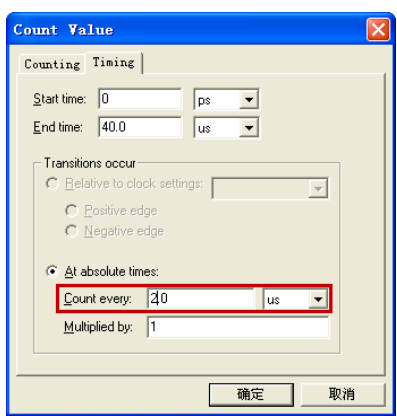 Count Value
Counting Timing
Start time: 0 ps
End time: 40.0 us
Transitions occur
Relative to clock settings:
Positive edge
Negative edge
At absolute times:
Count every: 2.0 us
Multiplied by: 1
确定 取消